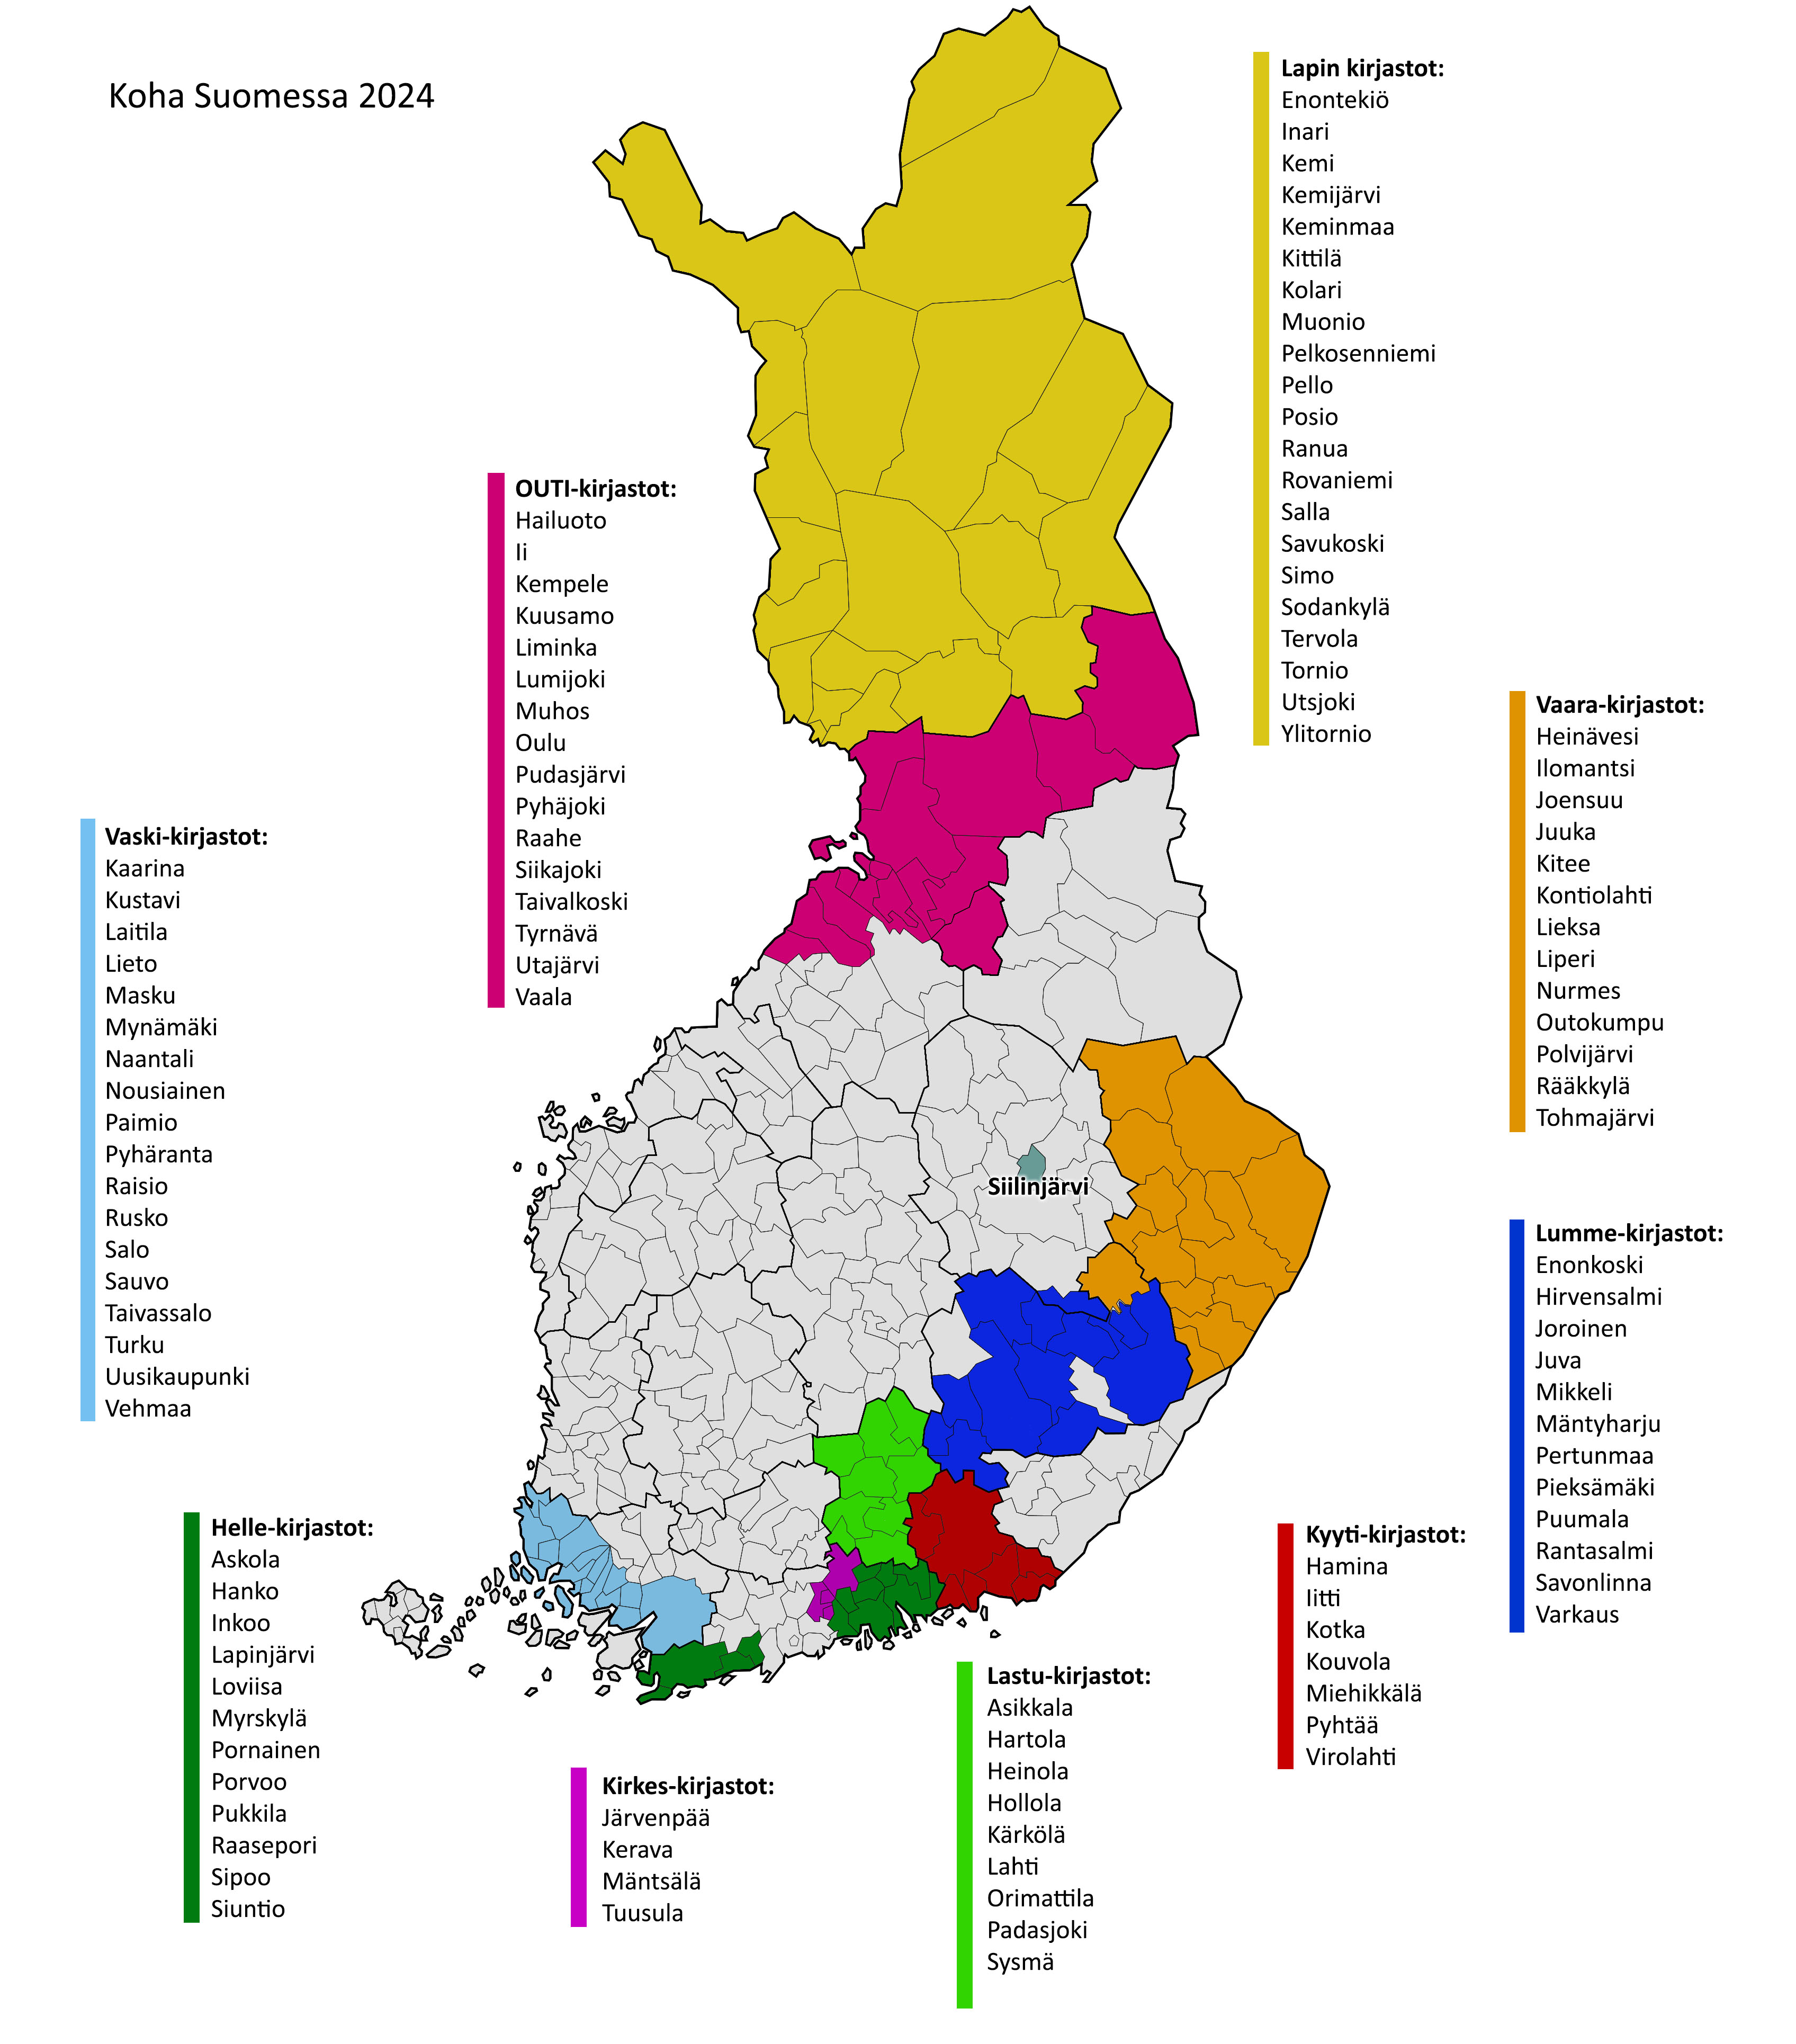 Koha Suomessa 2024
Lapin kirjastot:
Enontekiö
Inari
Kemi
Kemijärvi
Keminmaa
Kittilä
Kolari
Muonio
Pelkosenniemi
Pello
Posio
Ranua
Rovaniemi
Salla
Savukoski
Simo
Sodankylä
Tervola
Tornio
Utsjoki
Ylitornio
OUTI-kirjastot:
Hailuoto
Ii
Kempele
Kuusamo
Liminka
Lumijoki
Muhos
Oulu
Pudasjärvi
Pyhäjoki
Raahe
Siikajoki
Taivalkoski
Tyrnävä
Utajärvi
Vaala
Vaara-kirjastot:
Heinävesi
Ilomantsi
Joensuu
Juuka
Kitee
Kontiolahti
Lieksa
Liperi
Nurmes
Outokumpu
Polvijärvi
Rääkkylä
Tohmajärvi
Vaski-kirjastot:
Kaarina
Kustavi
Laitila
Lieto
Masku
Mynämäki
Naantali
Nousiainen
Paimio
Pyhäranta
Raisio
Rusko
Salo
Sauvo
Taivassalo
Turku
Uusikaupunki
Vehmaa
Siilinjärvi
Lumme-kirjastot:
Enonkoski
Hirvensalmi
Joroinen
Juva
Mikkeli
Mäntyharju
Pertunmaa
Pieksämäki
Puumala
Rantasalmi
Savonlinna
Varkaus
Helle-kirjastot:
Askola
Hanko
Inkoo
Lapinjärvi
Loviisa
Myrskylä
Pornainen
Porvoo
Pukkila
Raasepori
Sipoo
Siuntio
Kyyti-kirjastot:
Hamina
Iitti
Kotka
Kouvola
Miehikkälä
Pyhtää
Virolahti
Lastu-kirjastot:
Asikkala
Hartola
Heinola
Hollola
Kärkölä
Lahti
Orimattila
Padasjoki
Sysmä
Kirkes-kirjastot:
Järvenpää
Kerava
Mäntsälä
Tuusula